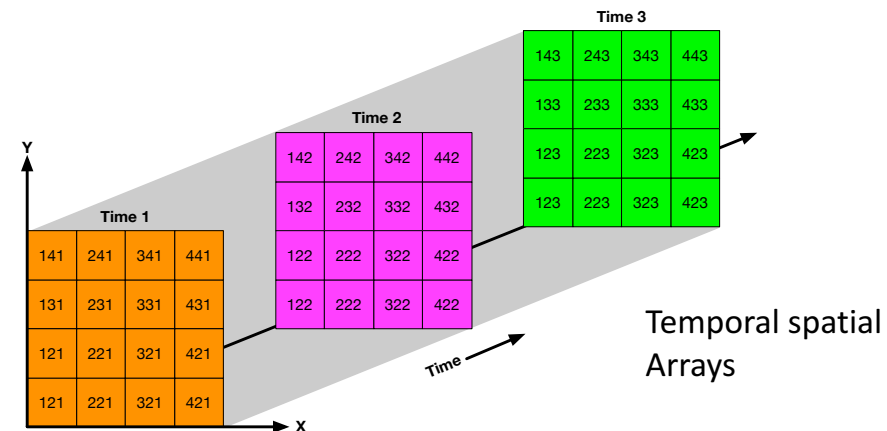 Time 3
143 243 343 443
133 233 333 433
123 223 323 423
123 223 323 423
Time 2
142 242 342 442
132 232 332 432
122 222 322 422
122 222 322 422
Y
Time 1
141 241 341 441
131 231 331 431
121 221 321 421
121 221 321 421
X
Time
Temporal spatial
Arrays